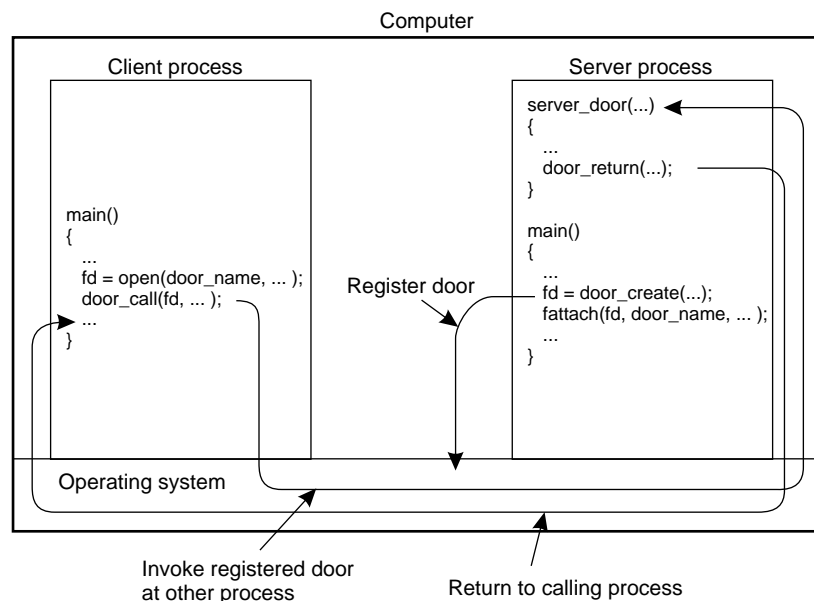 Computer
Client process
Server process
server_door(...)
{
...
door_return(...);
}
main()
{
...
fd = door_create(...);
fattach(fd, door_name, ... );
...
}
main()
{
...
fd = open(door_name, ... );
door_call(fd, ... );
...
}
Register door
Operating system
Invoke registered door
at other process
Return to calling process